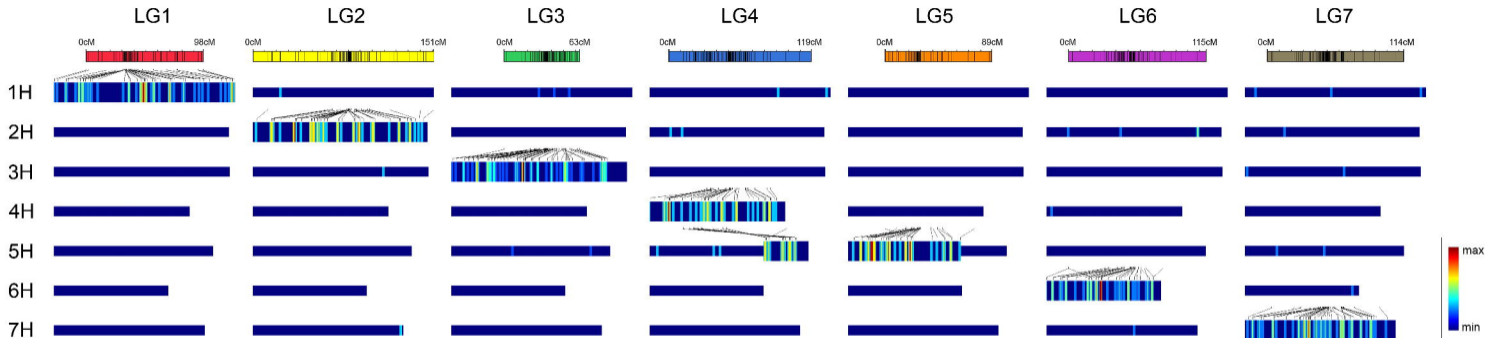 LG1 LG2 LG3 LG4 LG5 LG6 LG7
0cM 98cM 0cM 151cM 0cM 63cM 0cM 119cM 0cM 89cM 0cM 115cM 0cM 114cM
1H
2H
3H
4H
5H
6H
7H
max
min